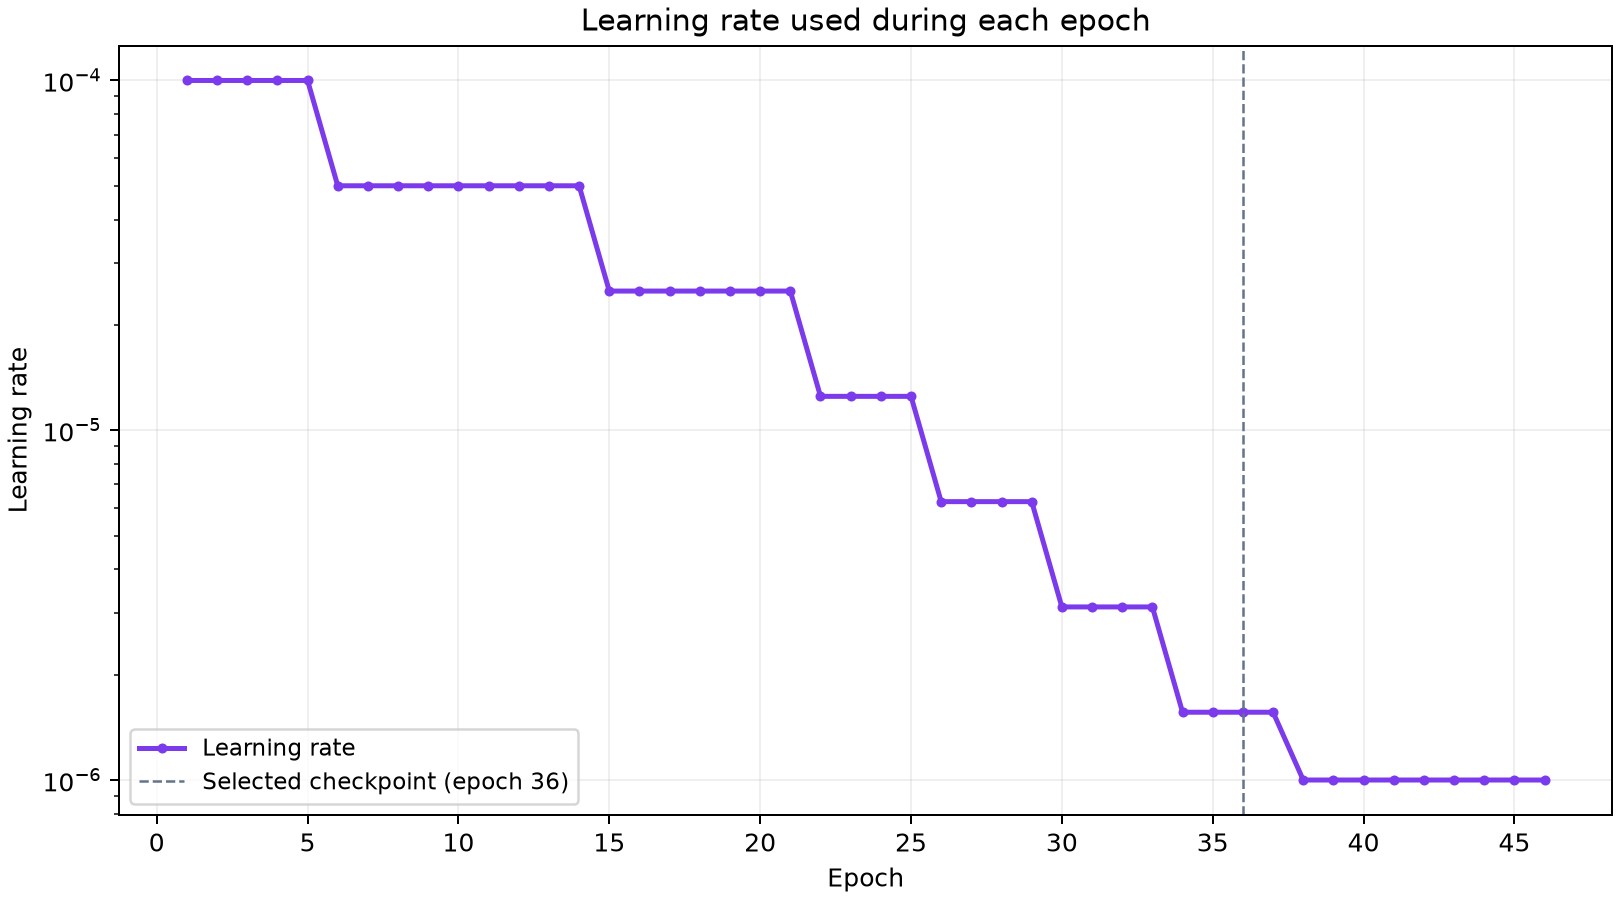 Learning rate used during each epoch
Learning rate
10⁻⁴
10⁻⁵
10⁻⁶
Learning rate
Selected checkpoint (epoch 36)
0 5 10 15 20 25 30 35 40 45
Epoch